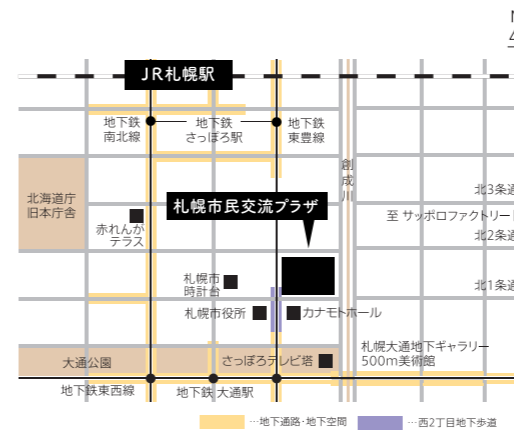 JR札幌駅
地下鉄
南北線
地下鉄
さっぽろ駅
地下鉄
東豊線
創成川
北海道庁
旧本庁舎
赤れんが
テラス
札幌市民交流プラザ
北3条通
至 サッポロファクトリー
北2条通
札幌市
時計台
北1条通
札幌市役所
カナモトホール
大通公園
さっぽろテレビ塔
札幌大通地下ギャラリー
500m美術館
地下鉄東西線
地下鉄 大通駅
…地下通路・地下空間
…西2丁目地下歩道